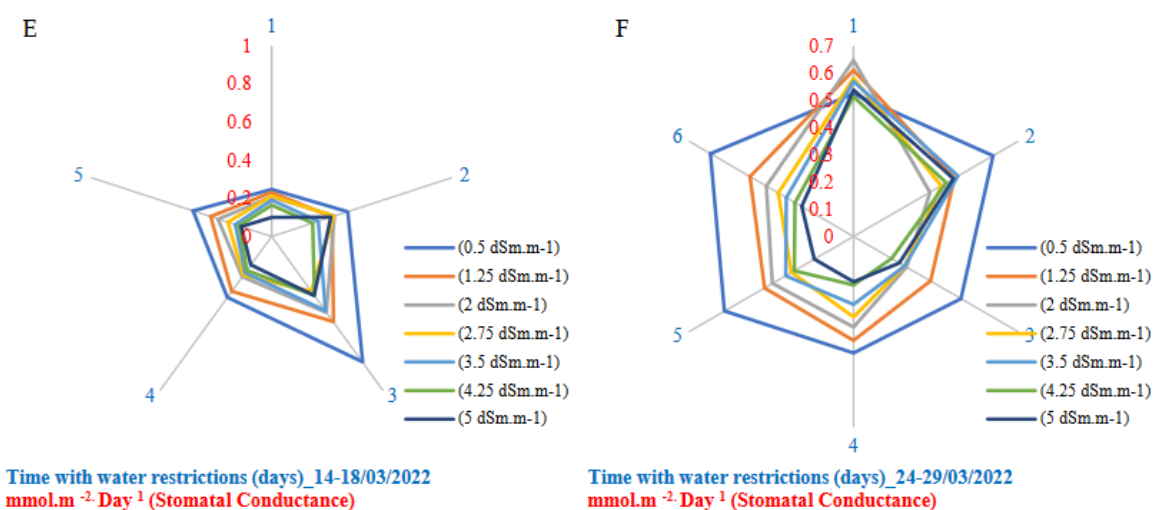 E
1
1
0.8
0.6
0.4
0.2
0
2
3
4
5
(0.5 dSm.m-1)
(1.25 dSm.m-1)
(2 dSm.m-1)
(2.75 dSm.m-1)
(3.5 dSm.m-1)
(4.25 dSm.m-1)
(5 dSm.m-1)
Time with water restrictions (days)_14-18/03/2022
mmol.m -2. Day 1 (Stomatal Conductance)
F
1
0.7
0.6
0.5
0.4
0.3
0.2
0.1
0
2
3
4
5
6
(0.5 dSm.m-1)
(1.25 dSm.m-1)
(2 dSm.m-1)
(2.75 dSm.m-1)
(3.5 dSm.m-1)
(4.25 dSm.m-1)
(5 dSm.m-1)
Time with water restrictions (days)_24-29/03/2022
mmol.m -2. Day 1 (Stomatal Conductance)